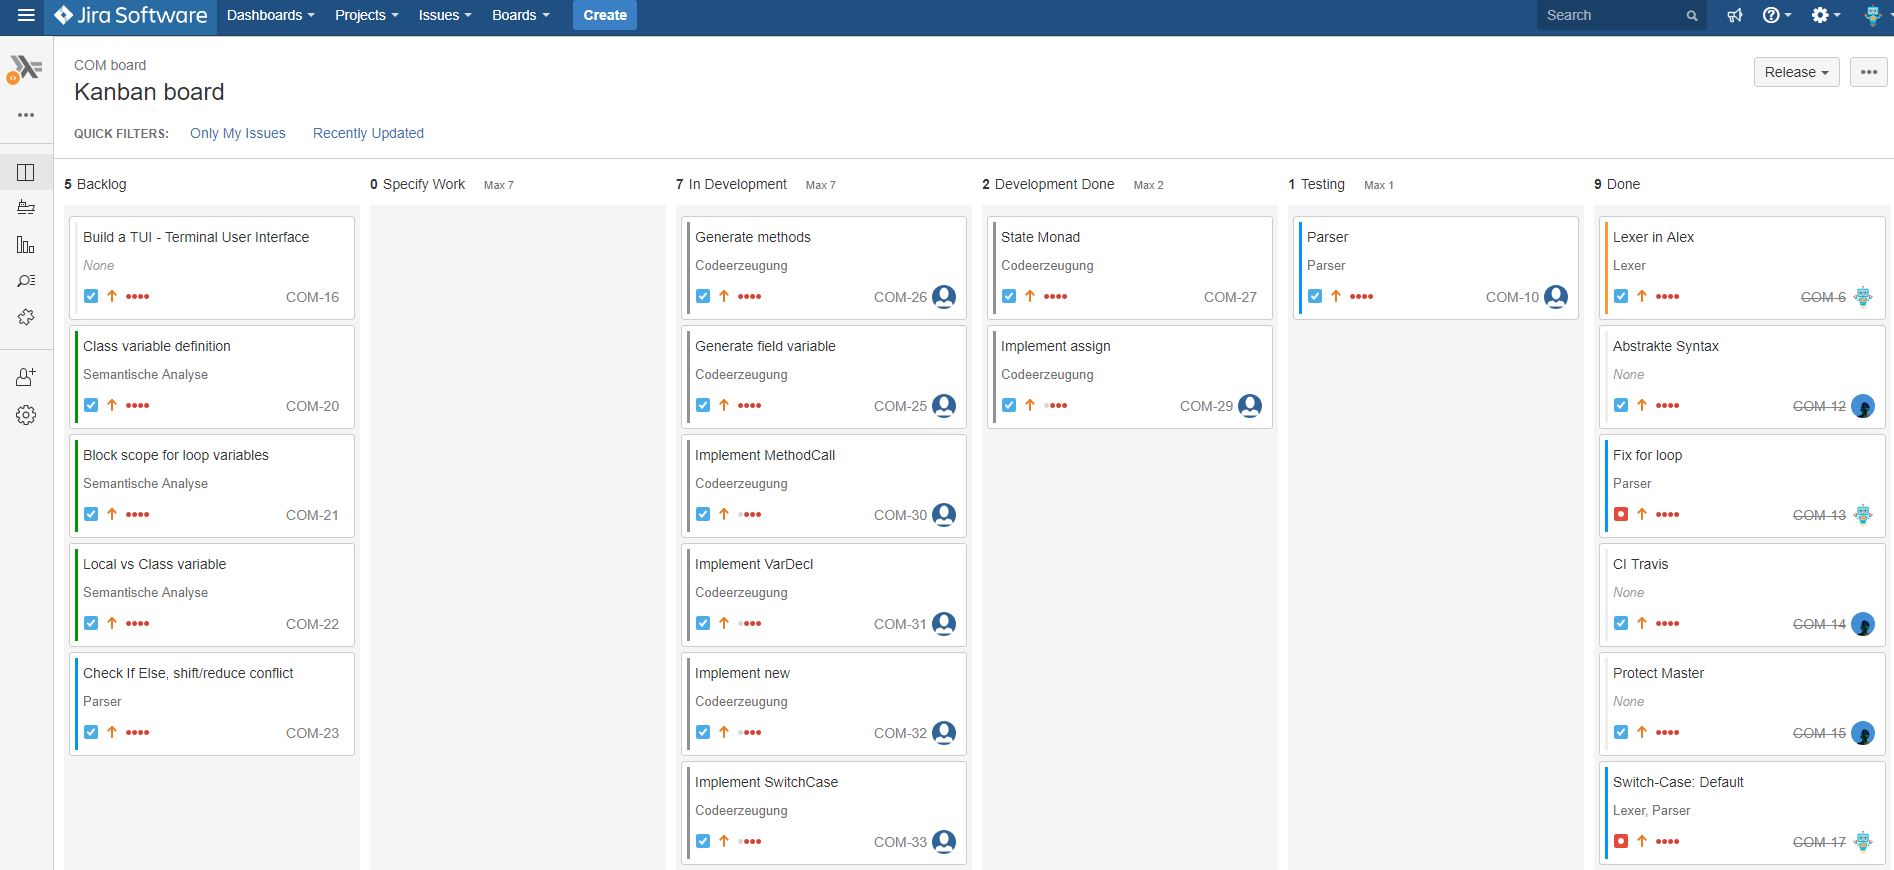 Jira Software Dashboards Projects Issues Boards Create Search
COM board
Kanban board
Release
QUICK FILTERS: Only My Issues Recently Updated
5 Backlog
Build a TUI - Terminal User Interface
None
COM-16
Class variable definition
Semantische Analyse
COM-20
Block scope for loop variables
Semantische Analyse
COM-21
Local vs Class variable
Semantische Analyse
COM-22
Check If Else, shift/reduce conflict
Parser
COM-23
0 Specify Work Max 7
7 In Development Max 7
Generate methods
Codeerzeugung
COM-26
Generate field variable
Codeerzeugung
COM-25
Implement MethodCall
Codeerzeugung
COM-30
Implement VarDecl
Codeerzeugung
COM-31
Implement new
Codeerzeugung
COM-32
Implement SwitchCase
Codeerzeugung
COM-33
2 Development Done Max 2
State Monad
Codeerzeugung
COM-27
Implement assign
Codeerzeugung
COM-29
1 Testing Max 1
Parser
Parser
COM-10
9 Done
Lexer in Alex
Lexer
COM-6
Abstrakte Syntax
None
COM-12
Fix for loop
Parser
COM-13
CI Travis
None
COM-14
Protect Master
None
COM-15
Switch-Case: Default
Lexer, Parser
COM-17